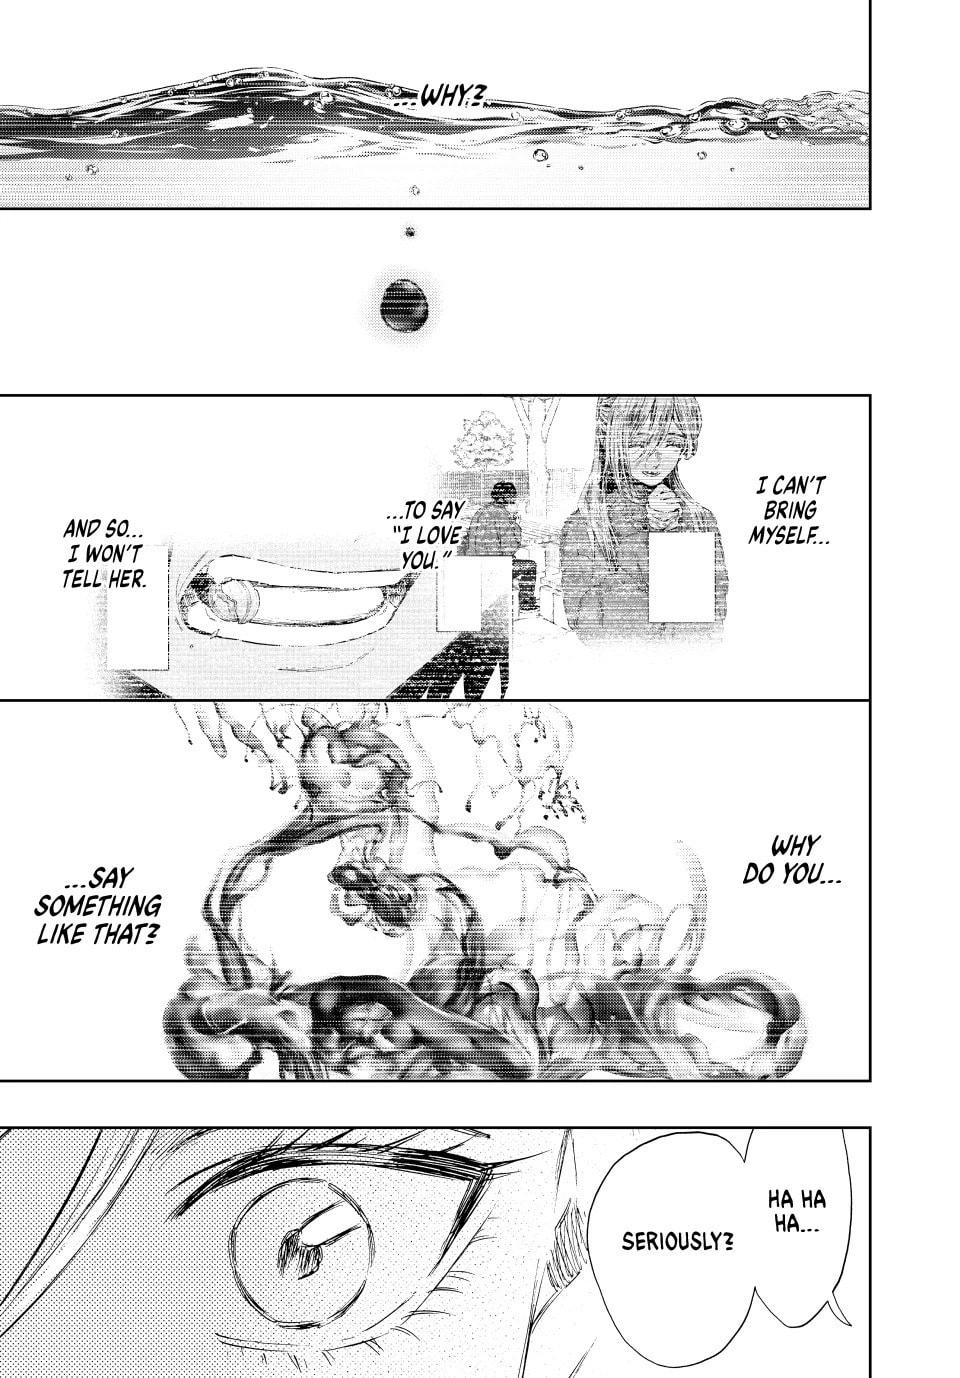 ...WHY?
I CAN'T
BRING
MYSELF...
...TO SAY
"I LOVE
YOU."
AND SO...
I WON'T
TELL HER.
WHY
DO YOU...
...SAY
SOMETHING
LIKE THAT?
HA HA
HA...
SERIOUSLY?